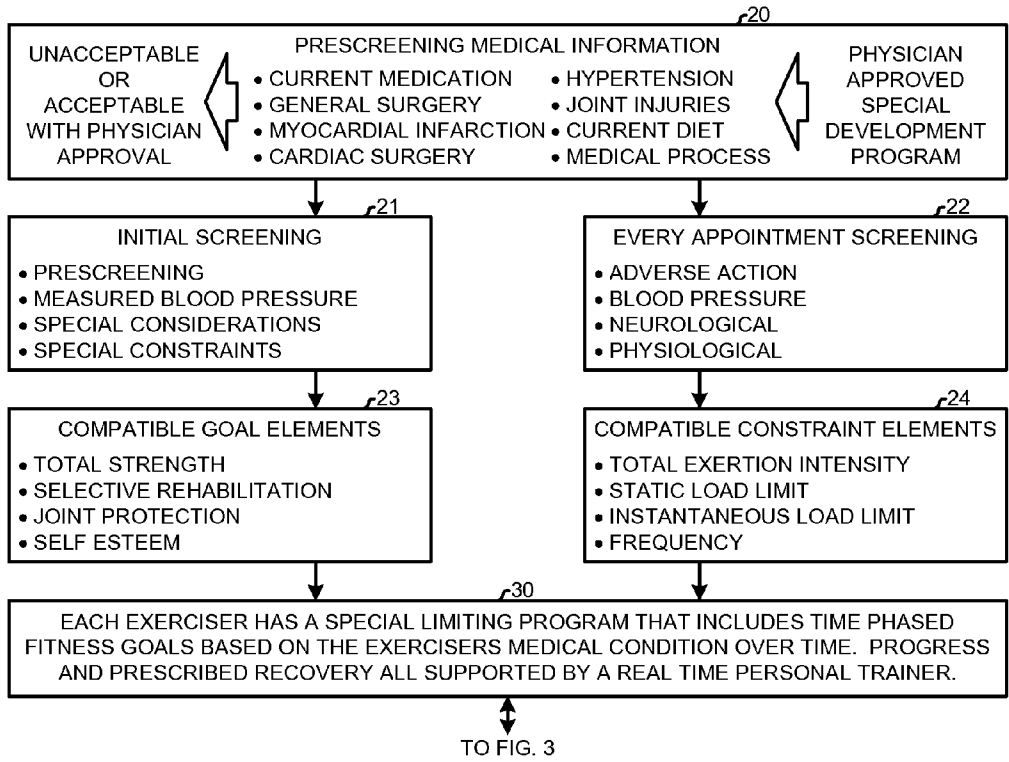 20
UNACCEPTABLE
OR
ACCEPTABLE
WITH PHYSICIAN
APPROVAL
PRESCREENING MEDICAL INFORMATION
• CURRENT MEDICATION
• GENERAL SURGERY
• MYOCARDIAL INFARCTION
• CARDIAC SURGERY
• HYPERTENSION
• JOINT INJURIES
• CURRENT DIET
• MEDICAL PROCESS
PHYSICIAN
APPROVED
SPECIAL
DEVELOPMENT
PROGRAM
21
INITIAL SCREENING
• PRESCREENING
• MEASURED BLOOD PRESSURE
• SPECIAL CONSIDERATIONS
• SPECIAL CONSTRAINTS
22
EVERY APPOINTMENT SCREENING
• ADVERSE ACTION
• BLOOD PRESSURE
• NEUROLOGICAL
• PHYSIOLOGICAL
23
COMPATIBLE GOAL ELEMENTS
• TOTAL STRENGTH
• SELECTIVE REHABILITATION
• JOINT PROTECTION
• SELF ESTEEM
24
COMPATIBLE CONSTRAINT ELEMENTS
• TOTAL EXERTION INTENSITY
• STATIC LOAD LIMIT
• INSTANTANEOUS LOAD LIMIT
• FREQUENCY
30
EACH EXERCISER HAS A SPECIAL LIMITING PROGRAM THAT INCLUDES TIME PHASED
FITNESS GOALS BASED ON THE EXERCISERS MEDICAL CONDITION OVER TIME. PROGRESS
AND PRESCRIBED RECOVERY ALL SUPPORTED BY A REAL TIME PERSONAL TRAINER.
TO FIG. 3